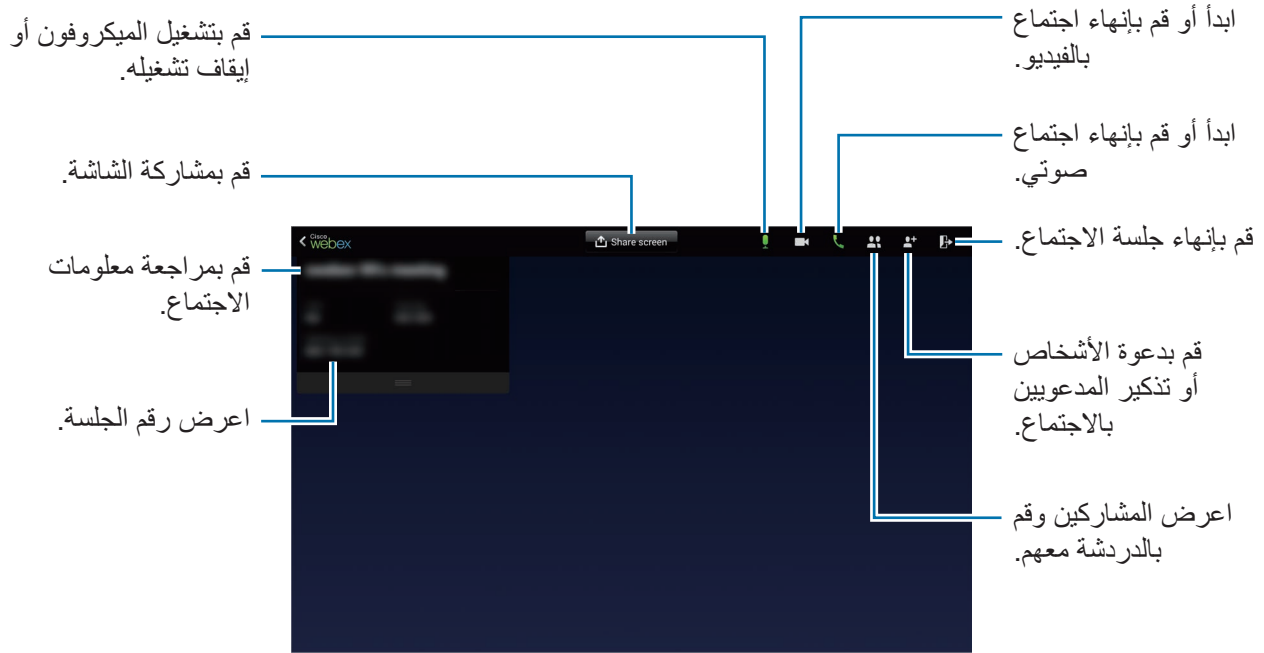 ابدأ أو قم بإنهاء اجتماع
بالفيديو.
ابدأ أو قم بإنهاء اجتماع
صوتي.
قم بإنهاء جلسة الاجتماع.
قم بدعوة الأشخاص
أو تذكير المدعويين
بالاجتماع.
اعرض المشاركين وقم
بالدردشة معهم.
قم بتشغيل الميكروفون أو
إيقاف تشغيله.
قم بمشاركة الشاشة.
قم بمراجعة معلومات
الاجتماع.
اعرض رقم الجلسة.
Cisco
webex
Share screen